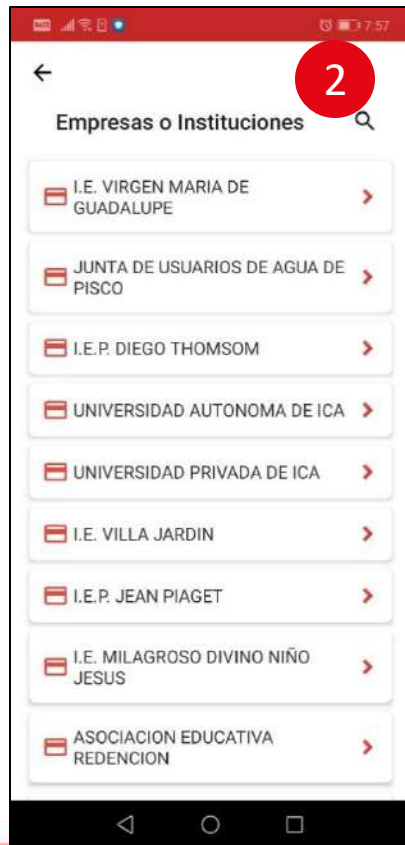 7:57
2
Empresas o Instituciones
I.E. VIRGEN MARIA DE
GUADALUPE
JUNTA DE USUARIOS DE AGUA DE
PISCO
I.E.P. DIEGO THOMSOM
UNIVERSIDAD AUTONOMA DE ICA
UNIVERSIDAD PRIVADA DE ICA
I.E. VILLA JARDIN
I.E.P. JEAN PIAGET
I.E. MILAGROSO DIVINO NIÑO
JESUS
ASOCIACION EDUCATIVA
REDENCION